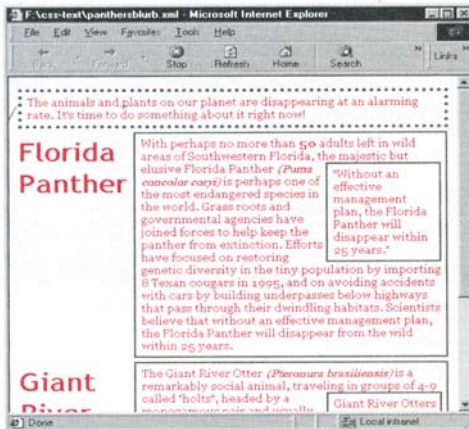 F:\css-text\panthersblurb.xml - Microsoft Internet Explorer
File Edit View Favorites Tools Help
Back Forward Stop Refresh Home Search Links
The animals and plants on our planet are disappearing at an alarming
rate. It's time to do something about it right now!
Florida
Panther
With perhaps no more than 50 adults left in wild
areas of Southwestern Florida, the majestic but
elusive Florida Panther (Puma
concolor coryi) is perhaps one of
the most endangered species in
the world. Grass roots and
governmental agencies have
joined forces to help keep the
panther from extinction. Efforts
have focused on restoring
genetic diversity in the tiny population by importing
8 Texan cougars in 1995, and on avoiding accidents
with cars by building underpasses below highways
that pass through their dwindling habitats. Scientists
believe that without an effective management plan,
the Florida Panther will disappear from the wild
within 25 years.
"Without an
effective
management
plan, the Florida
Panther will
disappear within
25 years."
Giant
River
The Giant River Otter (Pteronura brasiliensis) is a
remarkably social animal, traveling in groups of 4-9
called "holts", headed by a
monogamous pair and usually
Giant River Otters
Done Local intranet